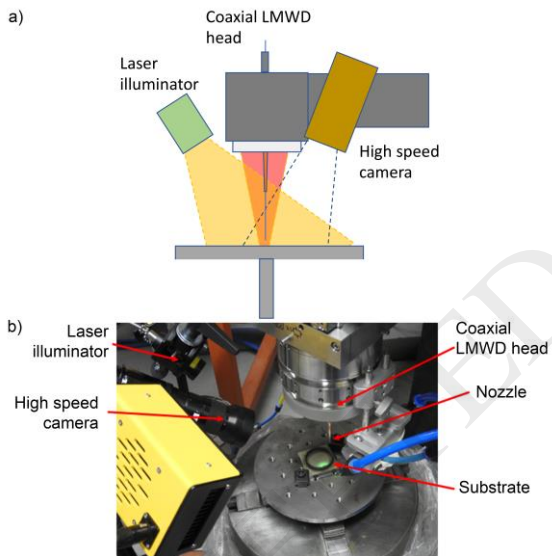 a)
Coaxial LMWD
head
Laser
illuminator
High speed
camera
b)
Laser
illuminator
High speed
camera
Coaxial
LMWD head
Nozzle
Substrate